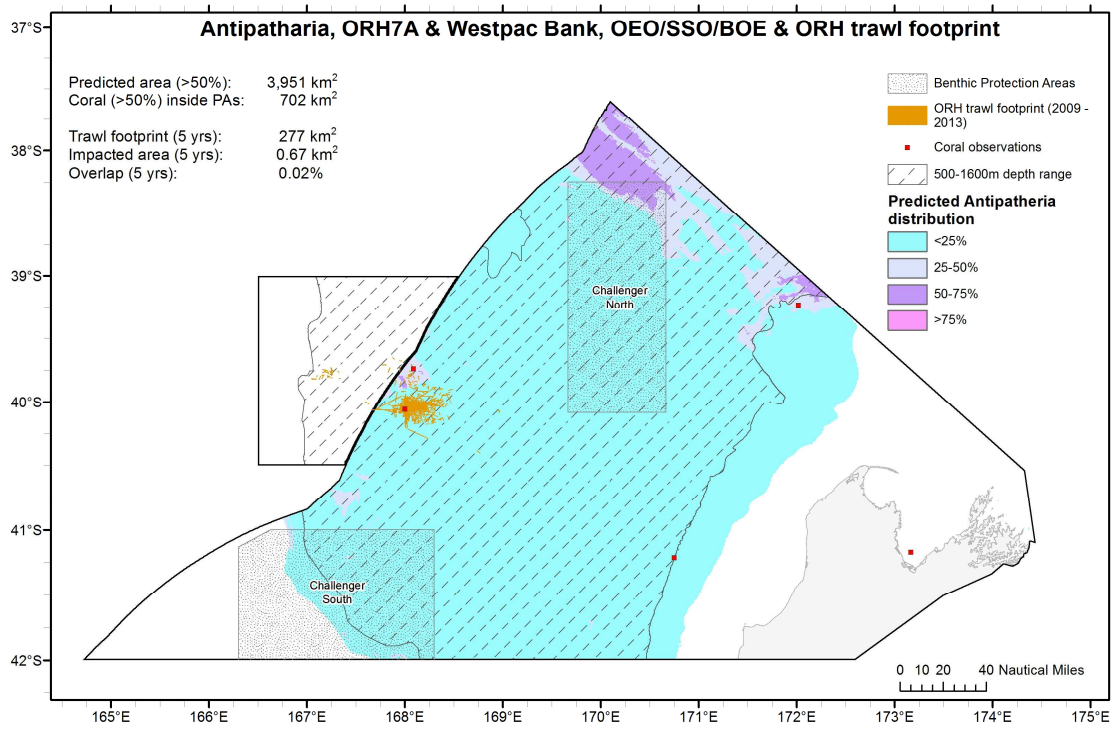 Antipatharia, ORH7A & Westpac Bank, OEO/SSO/BOE & ORH trawl footprint
Predicted area (>50%): 3,951 km²
Coral (>50%) inside PAs: 702 km²
Trawl footprint (5 yrs): 277 km²
Impacted area (5 yrs): 0.67 km²
Overlap (5 yrs): 0.02%
Benthic Protection Areas
ORH trawl footprint (2009 -
2013)
Coral observations
500-1600m depth range
Predicted Antipatheria
distribution
<25%
25-50%
50-75%
>75%
Challenger
North
Challenger
South
0 10 20 40 Nautical Miles
37°S
38°S
39°S
40°S
41°S
42°S
165°E
166°E
167°E
168°E
169°E
170°E
171°E
172°E
173°E
174°E
175°E